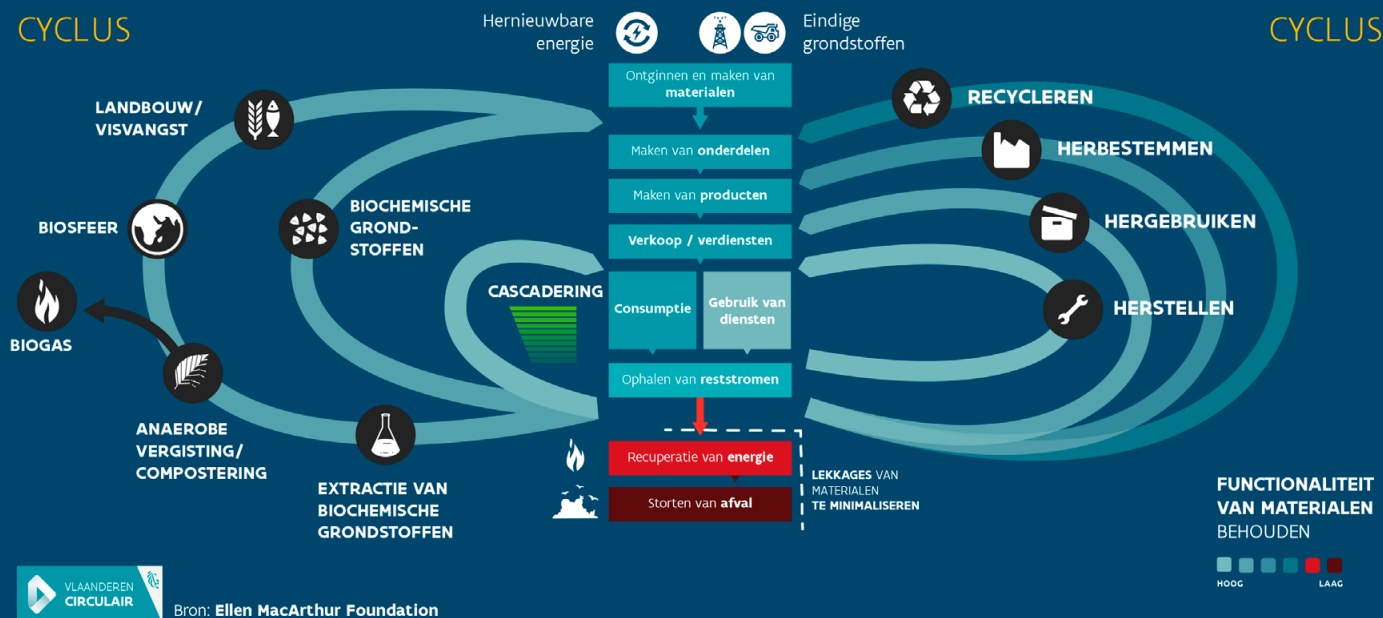 CYCLUS
Hernieuwbare
energie
Eindige
grondstoffen
CYCLUS
Ontginnen en maken van
materialen
Maken van onderdelen
Maken van producten
Verkoop / verdiensten
Consumptie
Gebruik van
diensten
Ophalen van reststromen
Recuperatie van energie
Storten van afval
LANDBOUW/
VISVANGST
BIOSFEER
BIOCHEMISCHE
GROND-
STOFFEN
CASCADERING
BIOGAS
ANAEROBE
VERGISTING/
COMPOSTERING
EXTRACTIE VAN
BIOCHEMISCHE
GRONDSTOFFEN
RECYCLEREN
HERBESTEMMEN
HERGEBRUIKEN
HERSTELLEN
LEKKAGES VAN
MATERIALEN
TE MINIMALISEREN
FUNCTIONALITEIT
VAN MATERIALEN
BEHOUDEN
HOOG LAAG
VLAANDEREN
CIRCULAIR
Bron: Ellen MacArthur Foundation